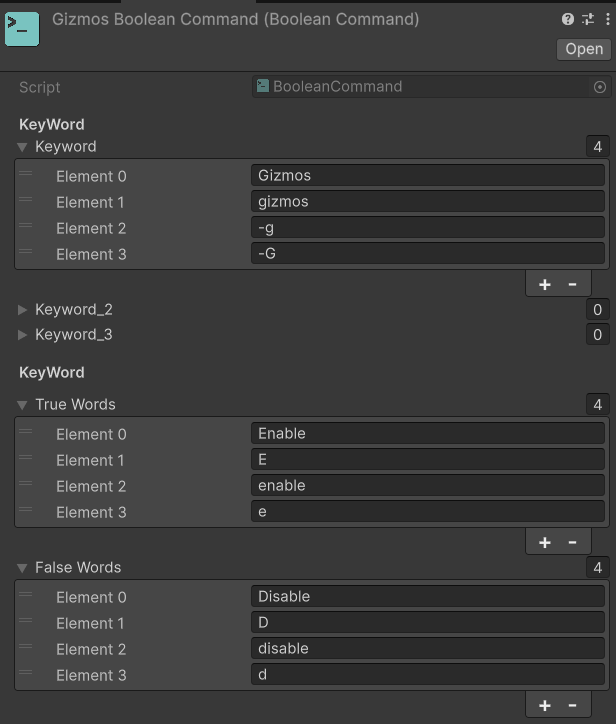 Gizmos Boolean Command (Boolean Command)
Open
Script BooleanCommand
KeyWord
Keyword 4
Element 0 Gizmos
Element 1 gizmos
Element 2 -g
Element 3 -G
+ -
Keyword_2 0
Keyword_3 0
KeyWord
True Words 4
Element 0 Enable
Element 1 E
Element 2 enable
Element 3 e
+ -
False Words 4
Element 0 Disable
Element 1 D
Element 2 disable
Element 3 d
+ -